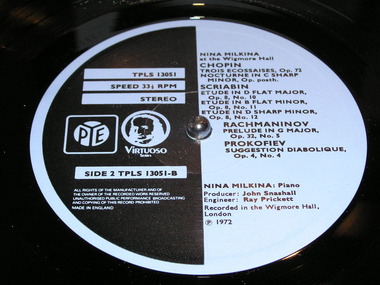 NINA MILKINA
at the Wigmore Hall
CHOPIN
TROIS ECOSSAISES, Op. 72
NOCTURNE IN C SHARP
MINOR, Op. posth.
SCRIABIN
ETUDE IN D FLAT MAJOR,
Op. 8, No. 10
ETUDE IN B FLAT MINOR,
Op. 8, No. 11
ETUDE IN D SHARP MINOR,
Op. 8, No. 12
RACHMANINOV
PRELUDE IN G MAJOR,
Op. 32, No. 5
PROKOFIEV
SUGGESTION DIABOLIQUE,
Op. 4, No. 4
NINA MILKINA: Piano
Producer: John Snashall
Engineer: Ray Prickett
Recorded in the Wigmore Hall,
London
℗ 1972
TPLS 13051
SPEED 33⅓ RPM
STEREO
PYE
VIRTUOSO
Series
SIDE 2 TPLS 13051-B
ALL RIGHTS OF THE MANUFACTURER AND OF
THE OWNER OF THE RECORDED WORK RESERVED
UNAUTHORISED PUBLIC PERFORMANCE BROADCASTING
AND COPYING OF THIS RECORD PROHIBITED
MADE IN ENGLAND